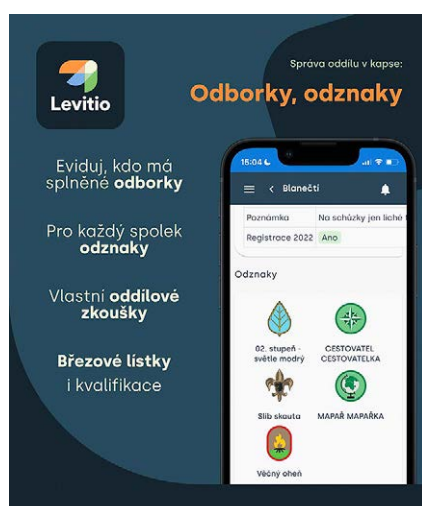 Levitio
Správa oddílu v kapse:
Odborky, odznaky
Eviduj, kdo má
splněné odborky
Pro každý spolek
odznaky
Vlastní oddílové
zkoušky
Březové lístky
i kvalifikace
15:04
Blanečtí
Poznámka Na schůzky jen liché
Registrace 2022 Ano
Odznaky
02. stupeň -
světle modrý
CESTOVATEL
CESTOVATELKA
Slib skauta
MAPAŘ MAPAŘKA
Věčný oheň